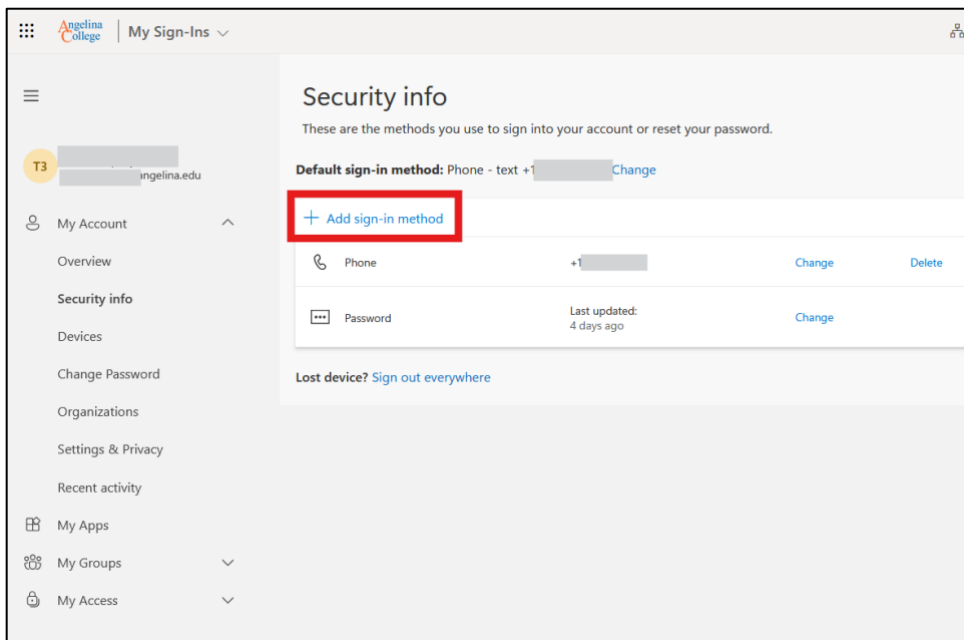 Angelina
College
My Sign-Ins
Security info
These are the methods you use to sign into your account or reset your password.
T3
angelina.edu
Default sign-in method: Phone - text +1 Change
+ Add sign-in method
My Account
Phone +1 Change Delete
Overview
Security info
Password Last updated:
4 days ago Change
Devices
Change Password
Lost device? Sign out everywhere
Organizations
Settings & Privacy
Recent activity
My Apps
My Groups
My Access